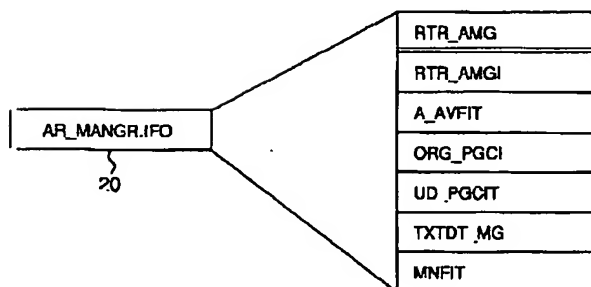 RTR_AMG
RTR_AMGI
A_AVFIT
AR_MANGR.IFO
ORG_PGCI
20
UD_PGCIT
TXTDT_MG
MNFIT